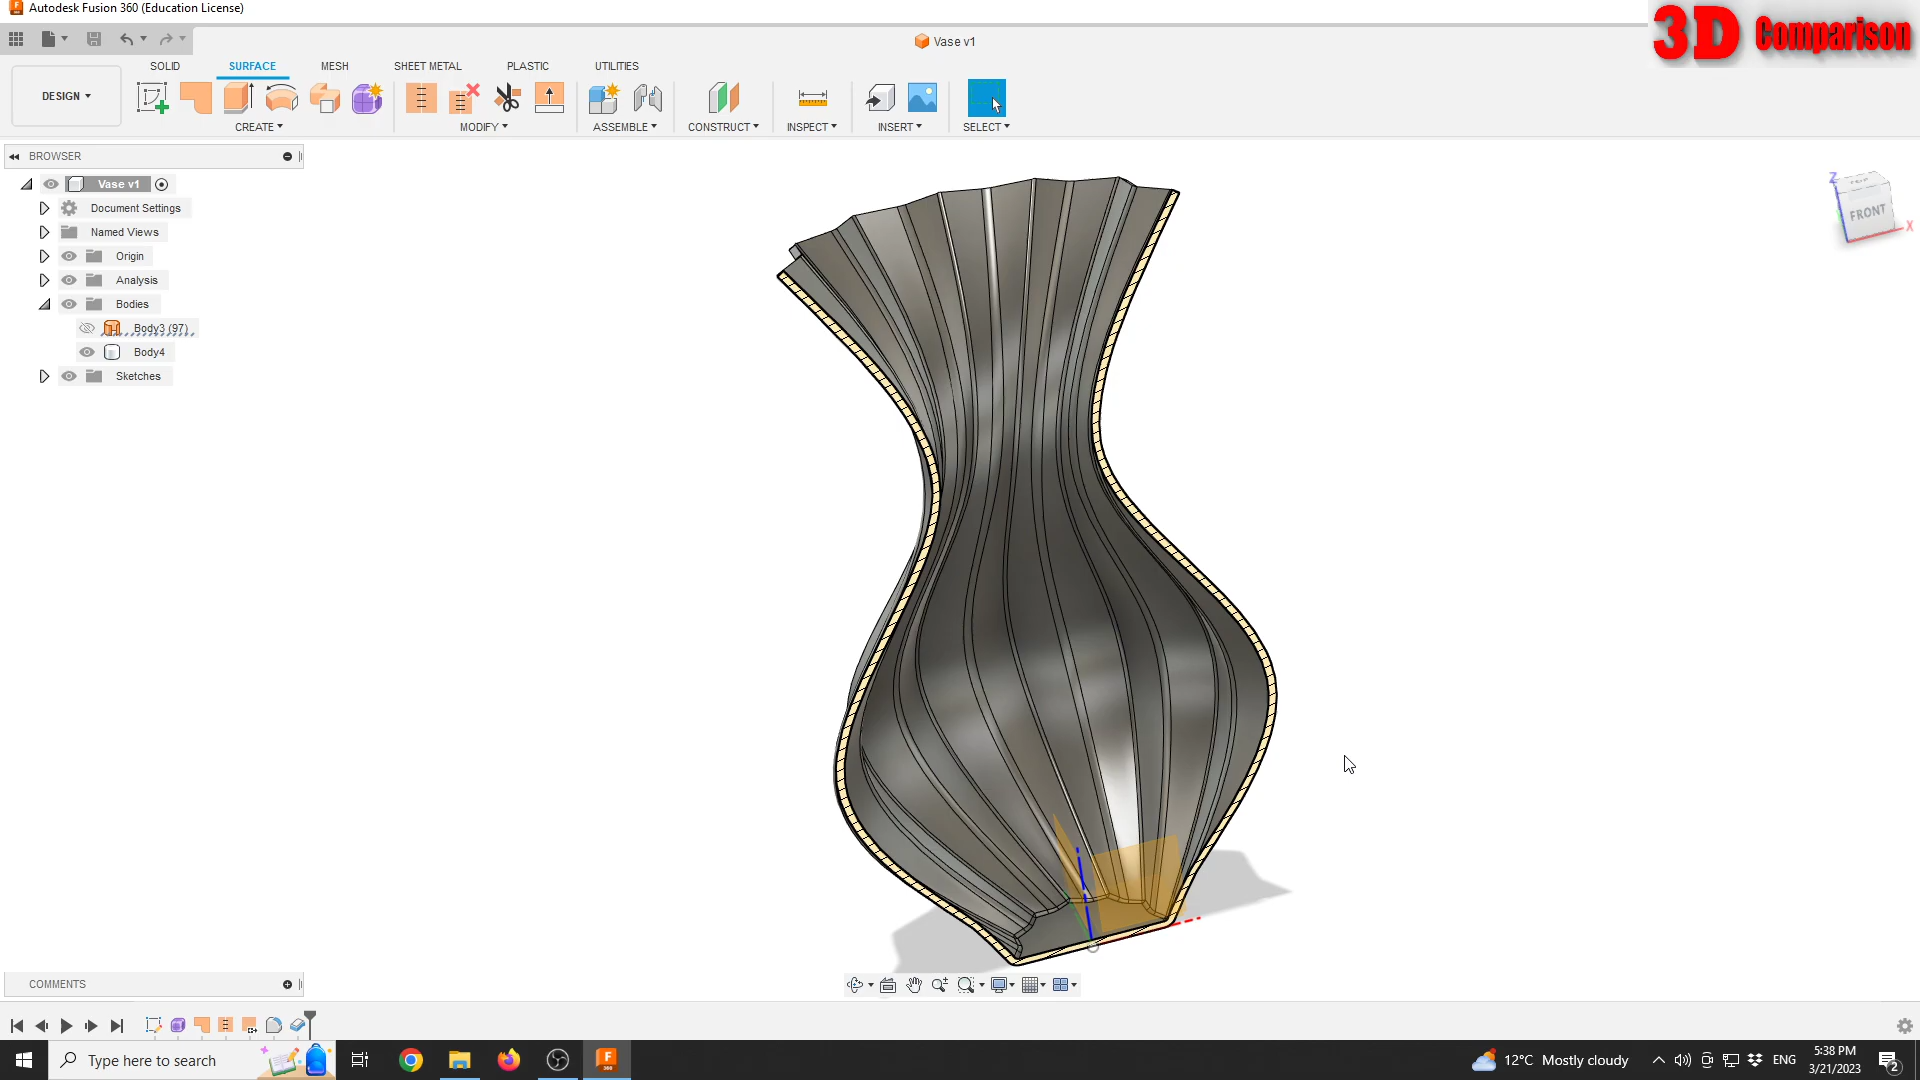 Autodesk Fusion 360 (Education License)
3D Comparison
Vase v1
SOLID SURFACE MESH SHEET METAL PLASTIC UTILITIES
DESIGN
CREATE MODIFY ASSEMBLE CONSTRUCT INSPECT INSERT SELECT
BROWSER
Vase v1
Document Settings
Named Views
Origin
Analysis
Bodies
Body3 (97)
Body4
Sketches
Z
FRONT
X
COMMENTS
Type here to search
F
360
12°C Mostly cloudy
ENG
5:38 PM
3/21/2023
2